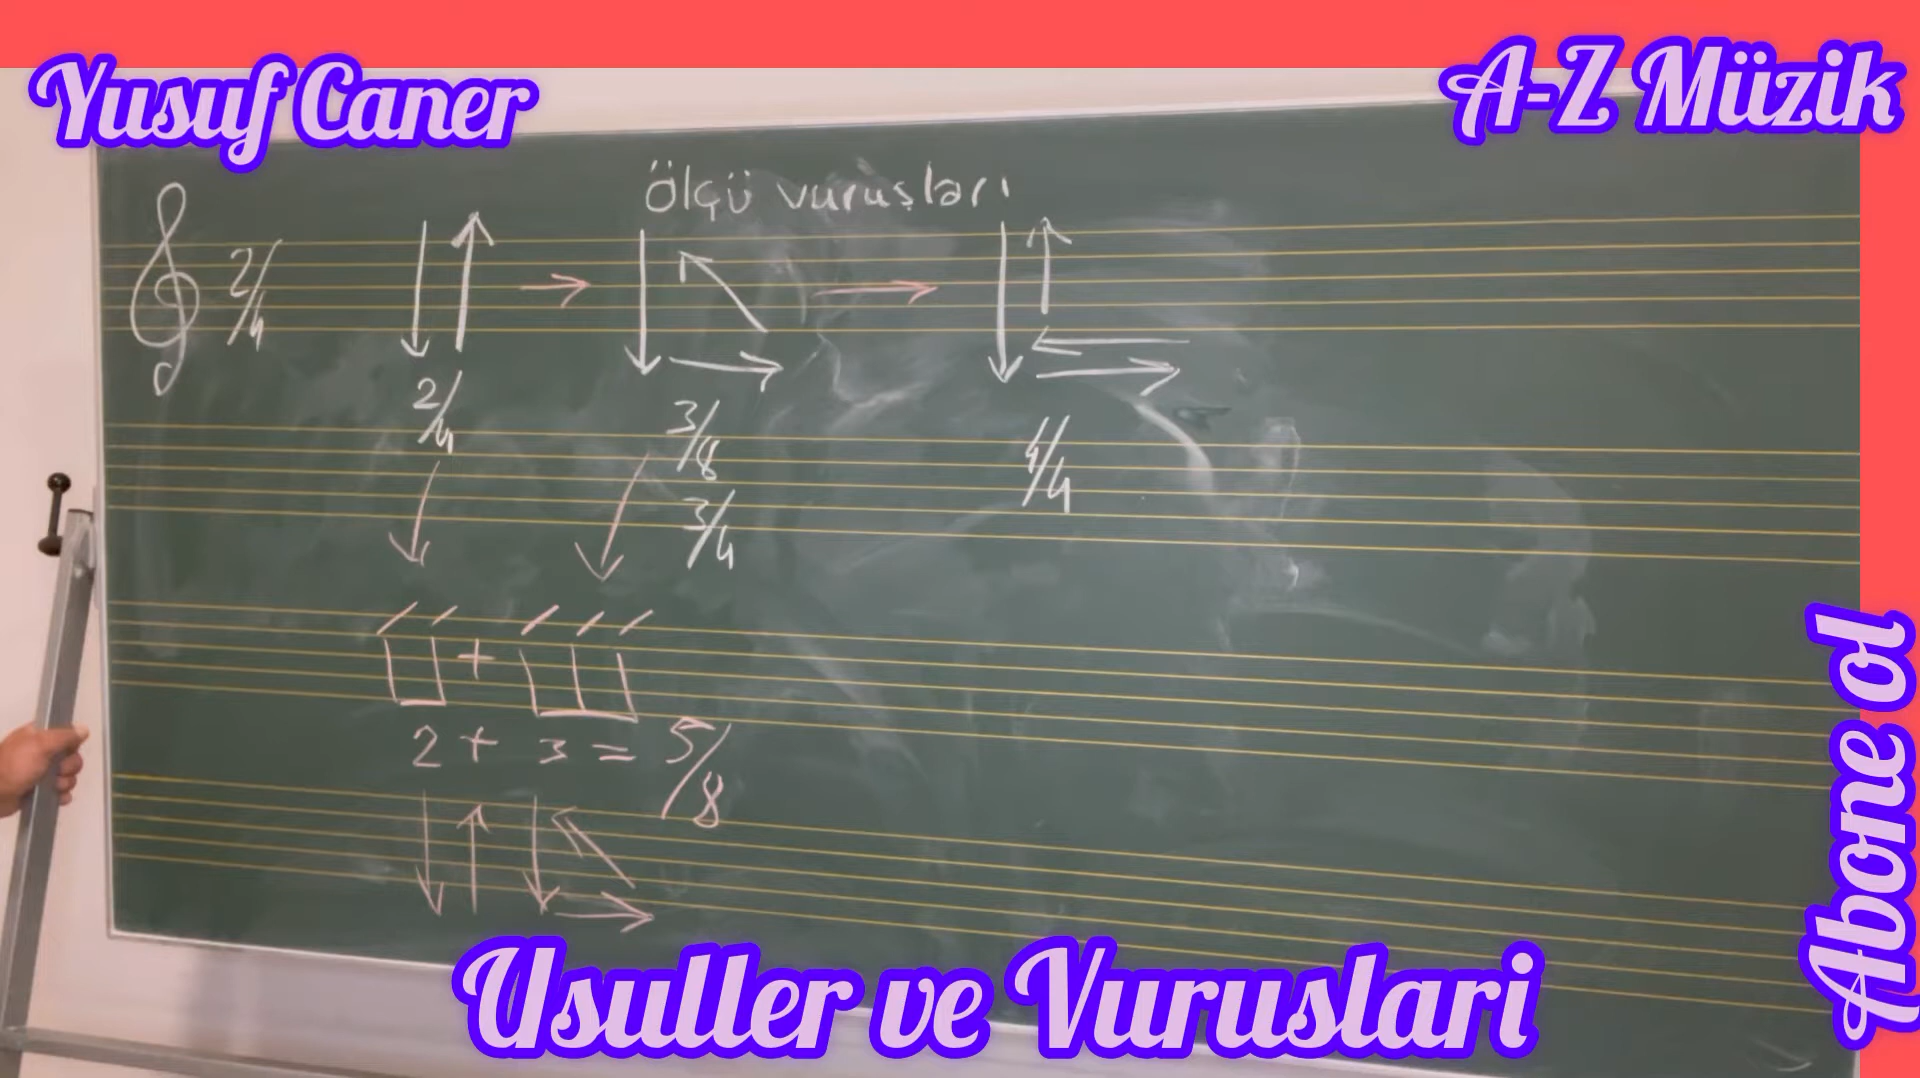 Yusuf Caner
A-Z Müzik
ölçü vuruşları
2/4
2/4
3/8
3/4
4/4
+
2 + 3 = 5/8
Usuller ve Vuruslari
Abone ol